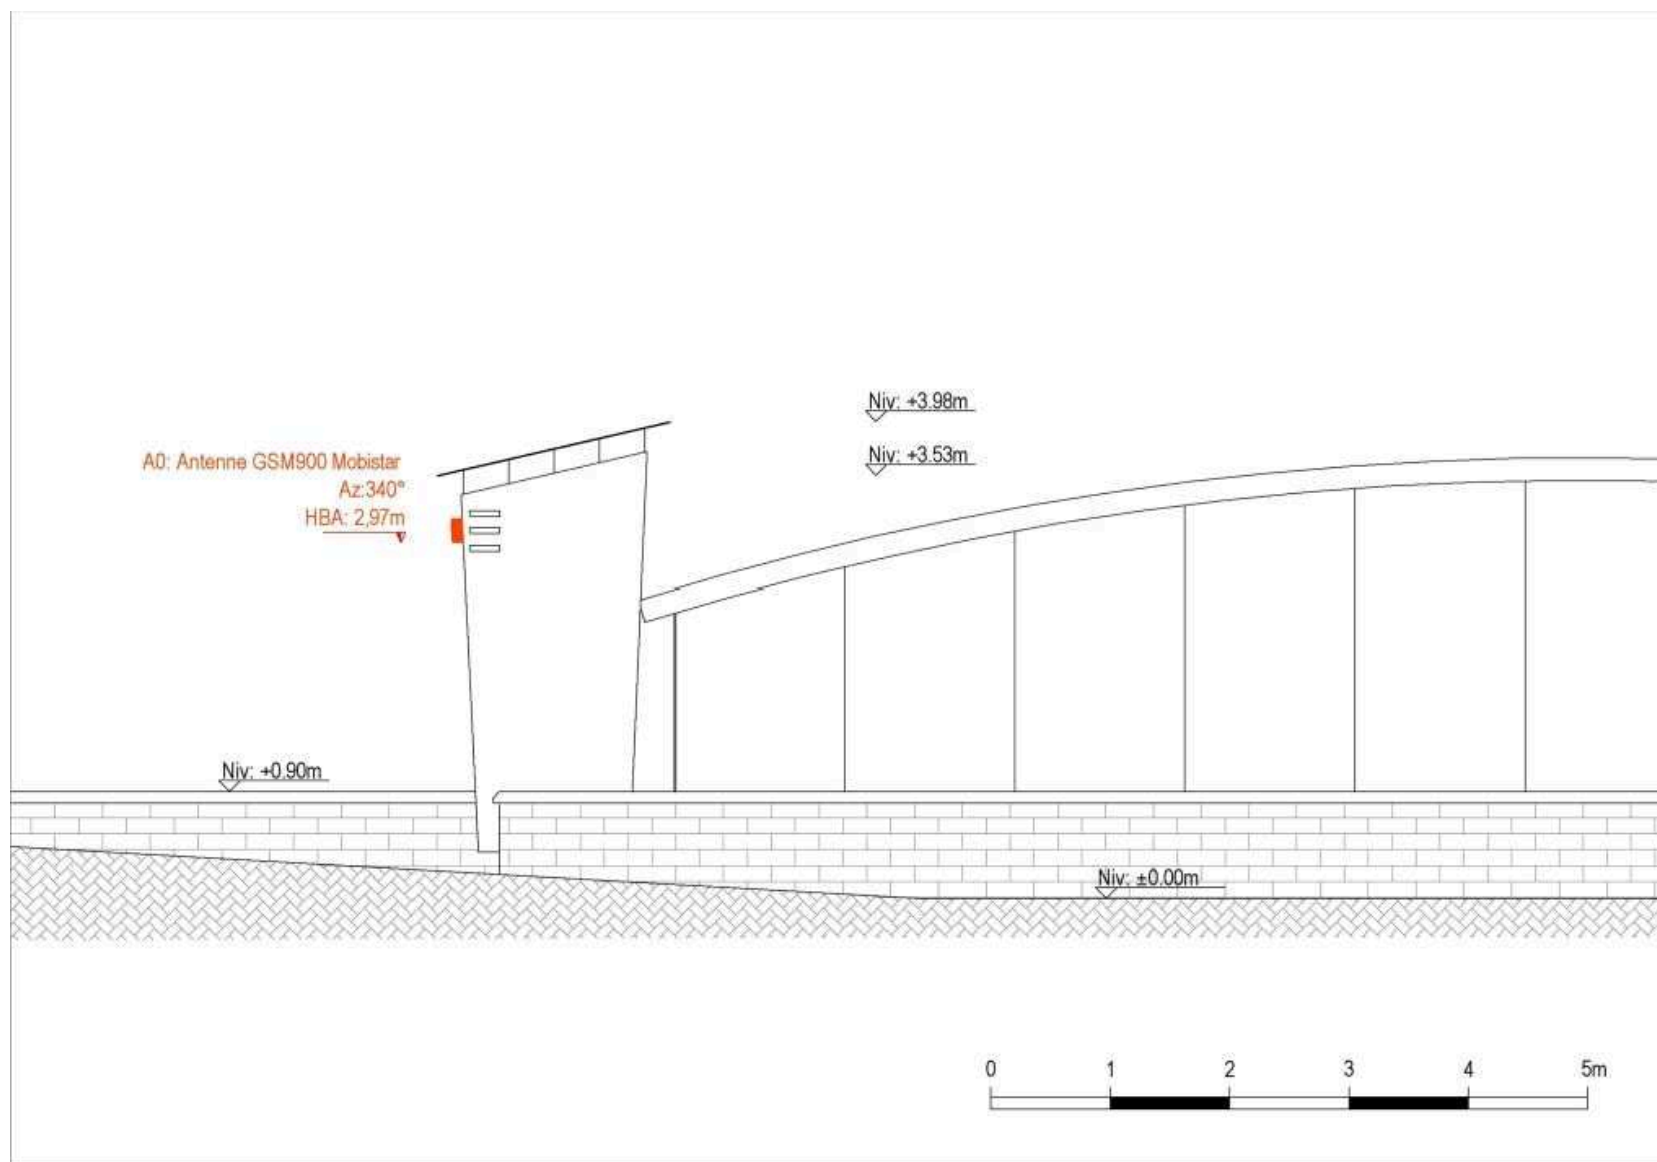 Niv: +3.98m
A0: Antenne GSM900 Mobistar
Az:340°
HBA: 2,97m
Niv: +3.53m
Niv: +0.90m
Niv: ±0.00m
0 1 2 3 4 5m